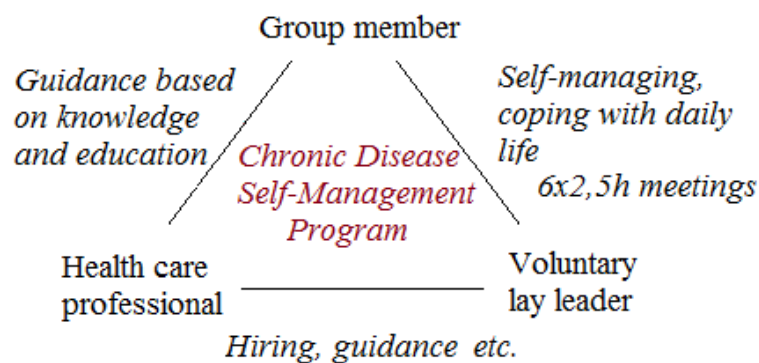 Group member
Guidance based
on knowledge
and education
Self-managing,
coping with daily
life
6x2,5h meetings
Chronic Disease
Self-Management
Program
Health care
professional
Voluntary
lay leader
Hiring, guidance etc.